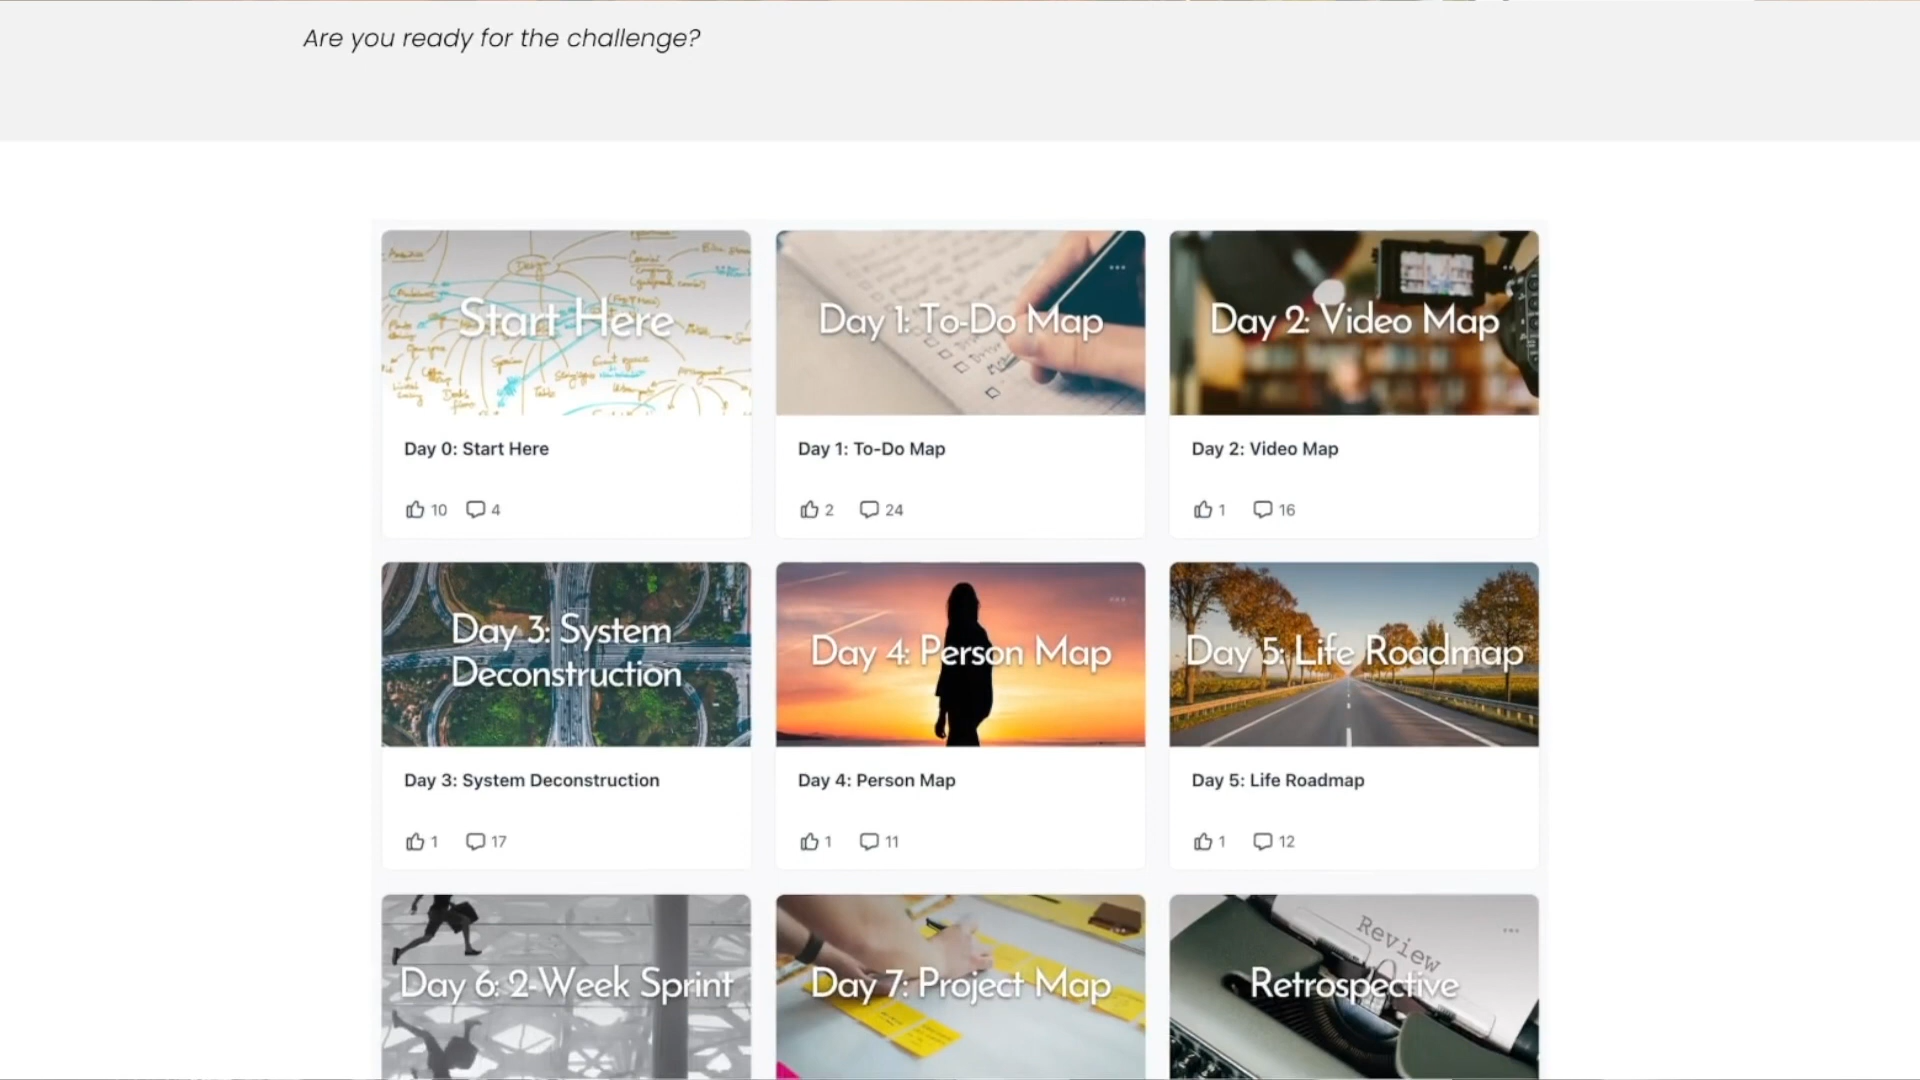 Are you ready for the challenge?
Start Here
Day 1: To-Do Map
Day 2: Video Map
Day 0: Start Here
Day 1: To-Do Map
Day 2: Video Map
10 4
2 24
1 16
Day 3: System
Deconstruction
Day 4: Person Map
Day 5: Life Roadmap
Day 3: System Deconstruction
Day 4: Person Map
Day 5: Life Roadmap
1 17
1 11
1 12
Review
Day 6: 2-Week Sprint
Day 7: Project Map
Retrospective